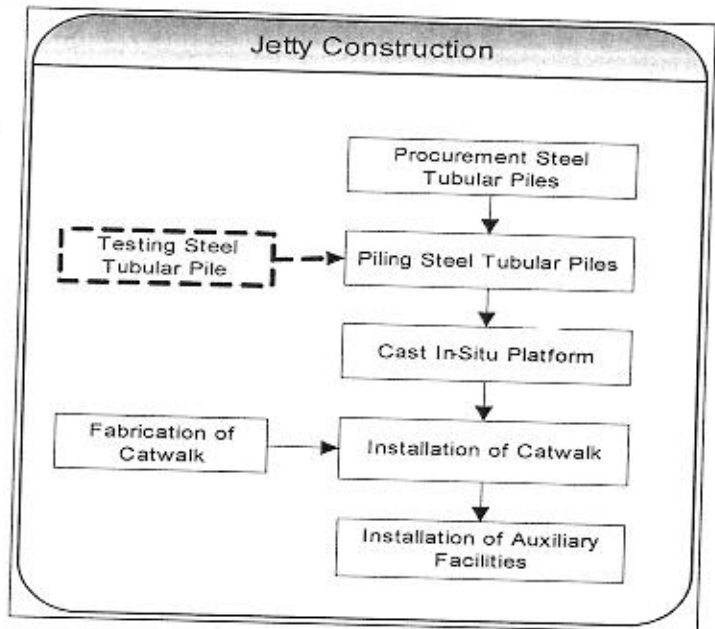 Jetty Construction
Procurement Steel
Tubular Piles
Testing Steel
Tubular Pile
Piling Steel Tubular Piles
Cast In-Situ Platform
Fabrication of
Catwalk
Installation of Catwalk
Installation of Auxiliary
Facilities